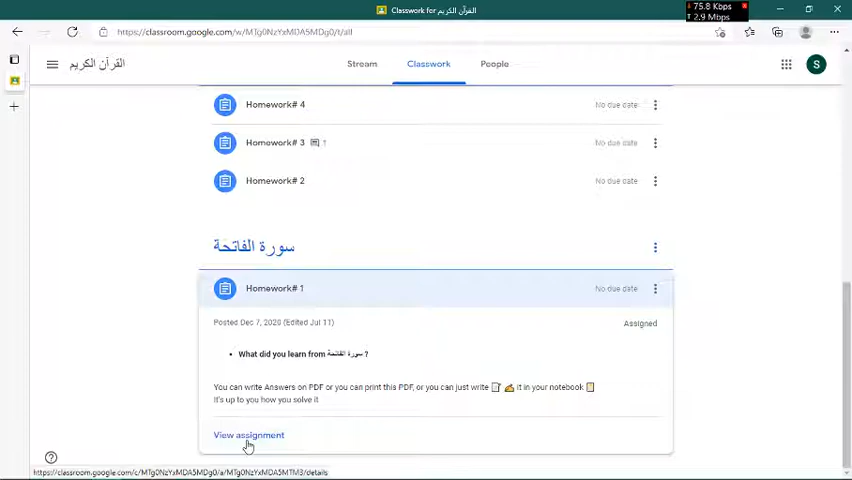 75.8 Kbps
2.9 Mbps
Classwork for القرآن الكريم
https://classroom.google.com/w/MTg0NzYxMDA5MDg0/t/all
القرآن الكريم
Stream
Classwork
People
S
Homework# 4
No due date
Homework# 3
1
No due date
Homework# 2
No due date
سورة الفاتحة
Homework# 1
No due date
Posted Dec 7, 2020 (Edited Jul 11)
Assigned
• What did you learn from سورة الفاتحة ?
You can write Answers on PDF or you can print this PDF, or you can just write 📝 ✍ it in your notebook 📒
It's up to you how you solve it
View assignment
https://classroom.google.com/c/MTg0NzYxMDA5MDg0/a/MTg0NzYxMDA5MTM3/details